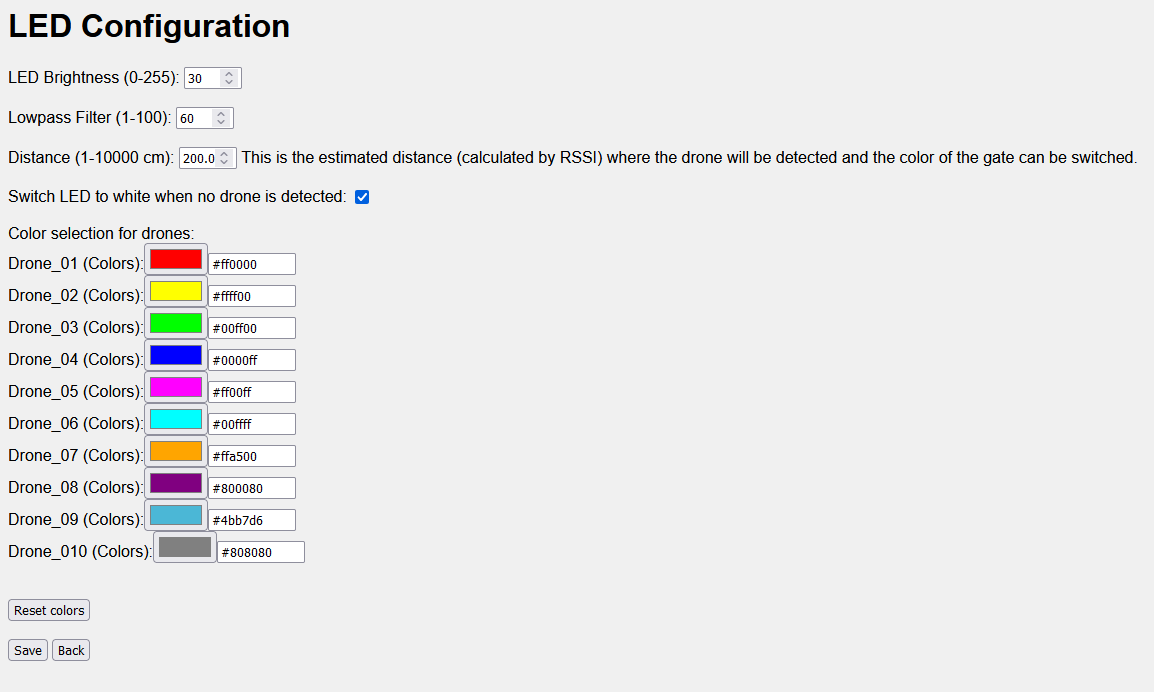 LED Configuration
LED Brightness (0-255): 30
Lowpass Filter (1-100): 60
Distance (1-10000 cm): 200.0 This is the estimated distance (calculated by RSSI) where the drone will be detected and the color of the gate can be switched.
Switch LED to white when no drone is detected:
Color selection for drones:
Drone_01 (Colors): #ff0000
Drone_02 (Colors): #ffff00
Drone_03 (Colors): #00ff00
Drone_04 (Colors): #0000ff
Drone_05 (Colors): #ff00ff
Drone_06 (Colors): #00ffff
Drone_07 (Colors): #ffa500
Drone_08 (Colors): #800080
Drone_09 (Colors): #4bb7d6
Drone_010 (Colors): #808080
Reset colors
Save Back